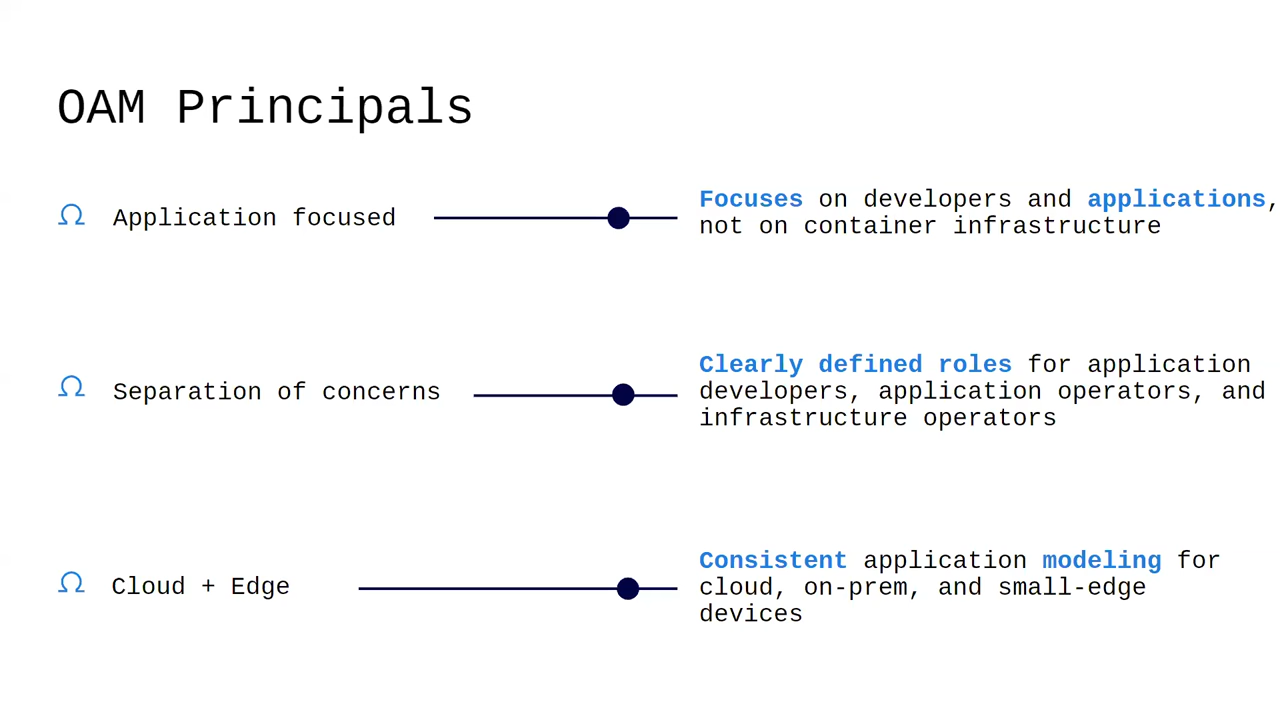 OAM Principals
Ω Application focused
Focuses on developers and applications,
not on container infrastructure
Ω Separation of concerns
Clearly defined roles for application
developers, application operators, and
infrastructure operators
Ω Cloud + Edge
Consistent application modeling for
cloud, on-prem, and small-edge
devices